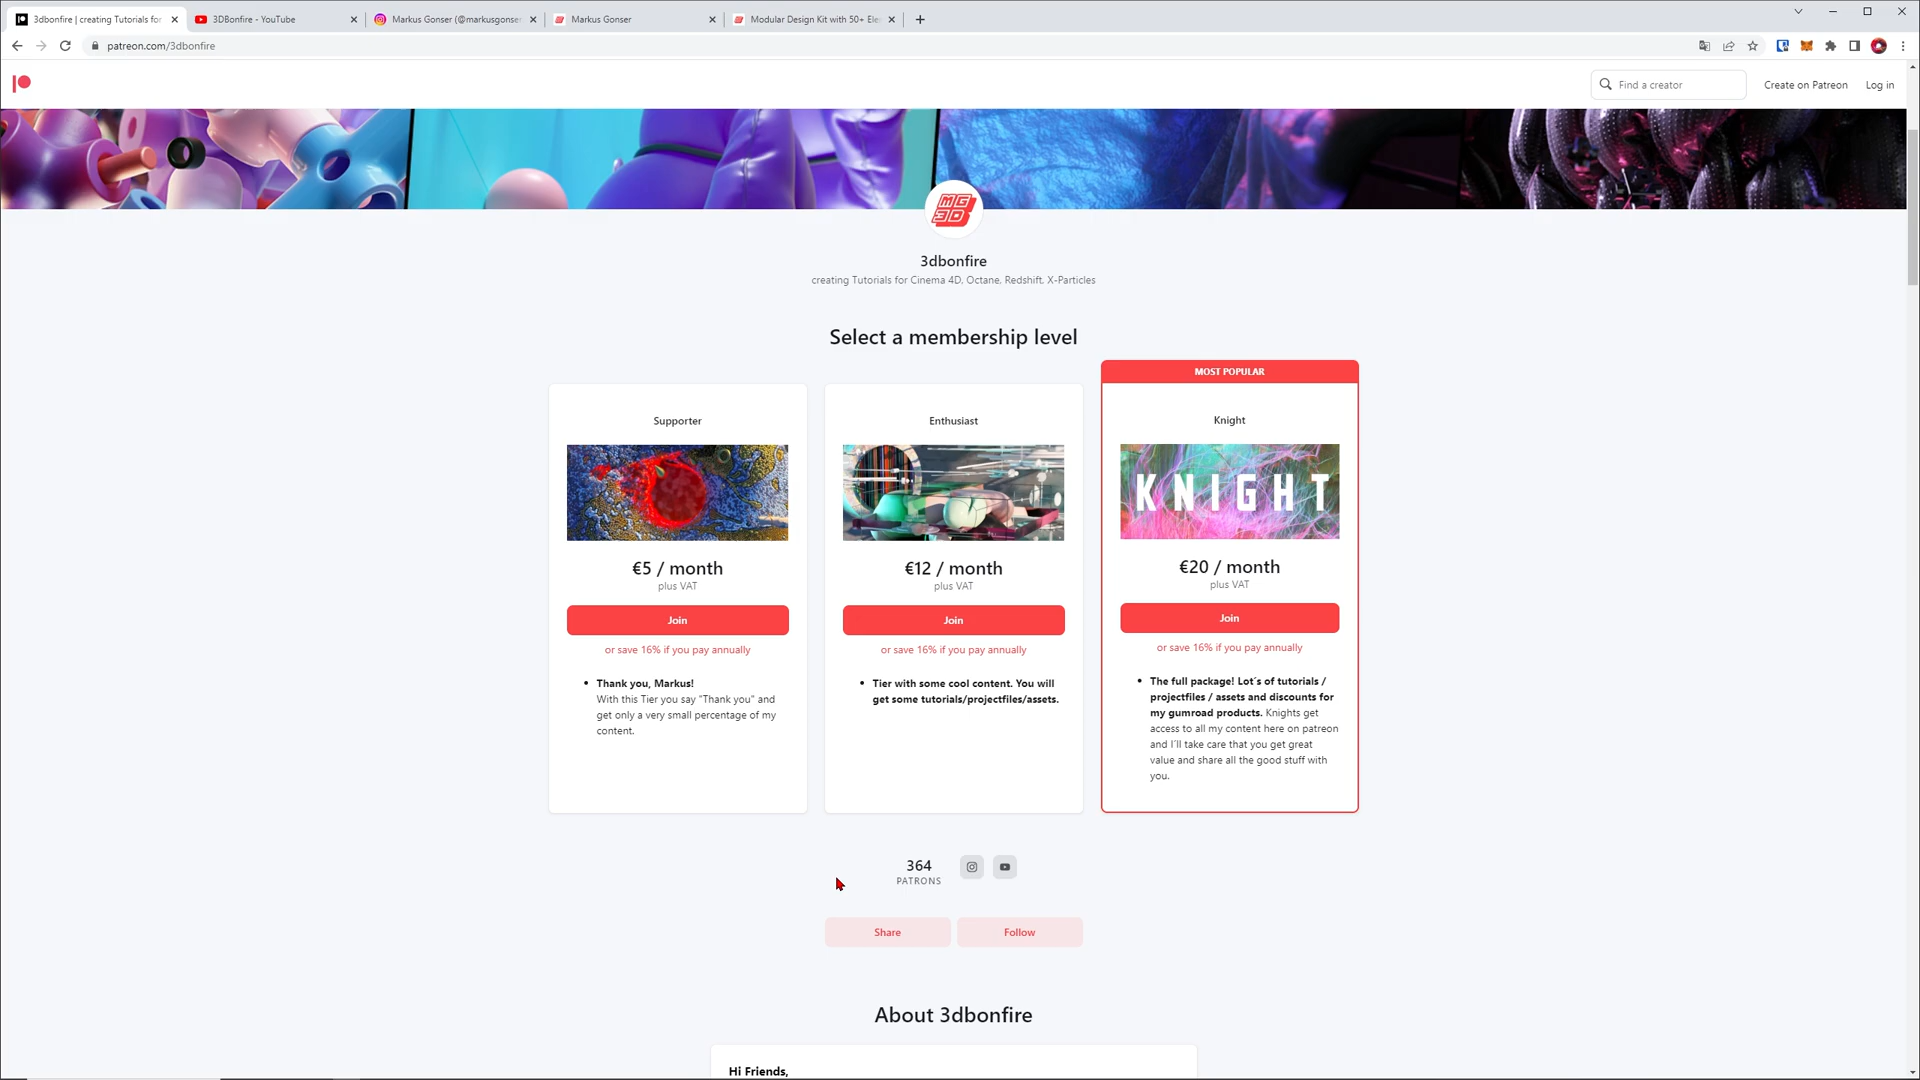 3dbonfire | creating Tutorials for
3DBonfire - YouTube
Markus Gonser (@markusgonser
Markus Gonser
Modular Design Kit with 50+ Ele
patreon.com/3dbonfire
Find a creator
Create on Patreon
Log in
MG
3D
3dbonfire
creating Tutorials for Cinema 4D, Octane, Redshift. X-Particles
Select a membership level
MOST POPULAR
Supporter
€5 / month
plus VAT
Join
or save 16% if you pay annually
Thank you, Markus!
With this Tier you say "Thank you" and
get only a very small percentage of my
content.
Enthusiast
€12 / month
plus VAT
Join
or save 16% if you pay annually
Tier with some cool content. You will
get some tutorials/projectfiles/assets.
Knight
KNIGHT
€20 / month
plus VAT
Join
or save 16% if you pay annually
The full package! Lot´s of tutorials /
projectfiles / assets and discounts for
my gumroad products. Knights get
access to all my content here on patreon
and I´ll take care that you get great
value and share all the good stuff with
you.
364
PATRONS
Share
Follow
About 3dbonfire
Hi Friends,